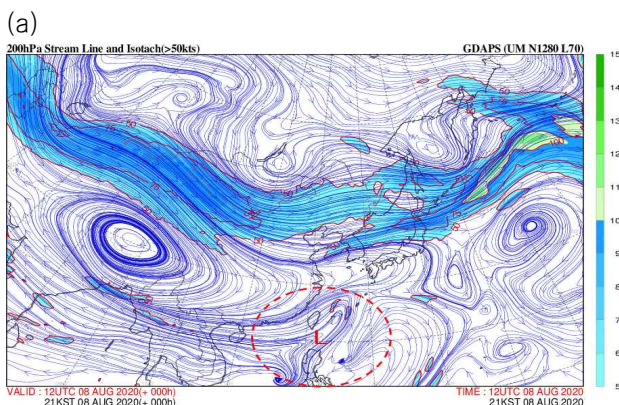 (a)
200hPa Stream Line and Isotach(>50kts) GDAPS (UM N1280 L70)
L
VALID : 12UTC 08 AUG 2020(+ 000h) TIME : 12UTC 08 AUG 2020
21KST 08 AUG 2020(+ 000h) 21KST 08 AUG 2020